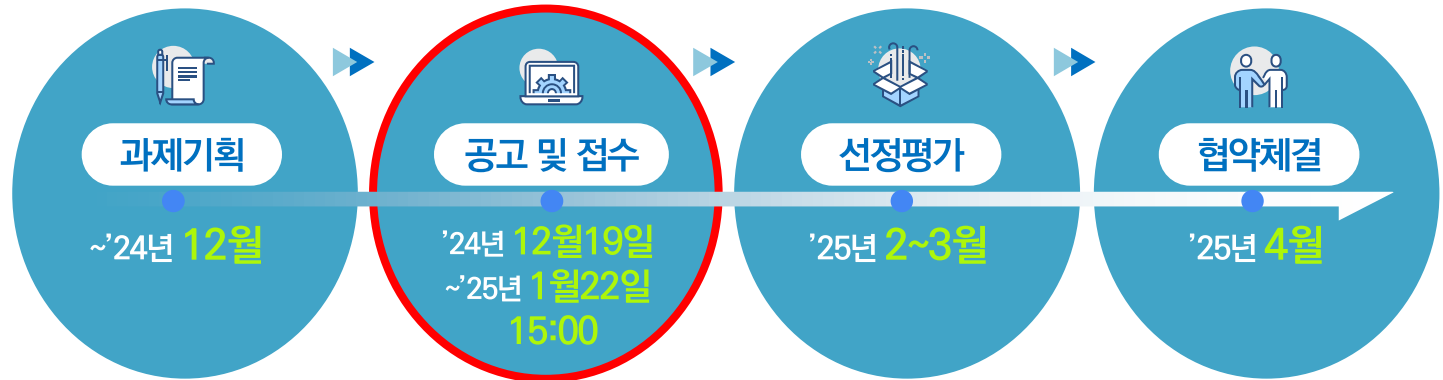 과제기획
~’24년 12월
공고 및 접수
’24년 12월19일
~’25년 1월22일
15:00
선정평가
’25년 2~3월
협약체결
’25년 4월